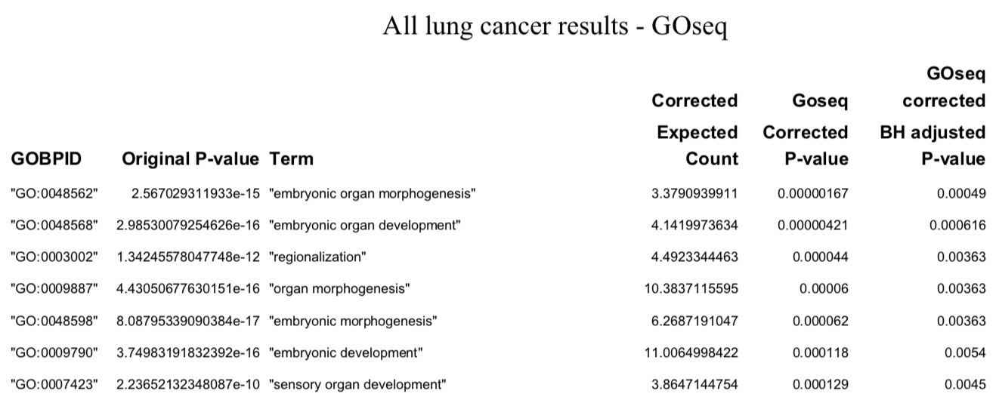 All lung cancer results - GOseq
GOseq
Corrected Goseq corrected
Expected Corrected BH adjusted
GOBPID Original P-value Term Count P-value P-value
"GO:0048562" 2.567029311933e-15 "embryonic organ morphogenesis" 3.3790939911 0.00000167 0.00049
"GO:0048568" 2.98530079254626e-16 "embryonic organ development" 4.1419973634 0.00000421 0.000616
"GO:0003002" 1.34245578047748e-12 "regionalization" 4.4923344463 0.000044 0.00363
"GO:0009887" 4.43050677630151e-16 "organ morphogenesis" 10.3837115595 0.00006 0.00363
"GO:0048598" 8.08795339090384e-17 "embryonic morphogenesis" 6.2687191047 0.000062 0.00363
"GO:0009790" 3.74983191832392e-16 "embryonic development" 11.0064998422 0.000118 0.0054
"GO:0007423" 2.23652132348087e-10 "sensory organ development" 3.8647144754 0.000129 0.0045